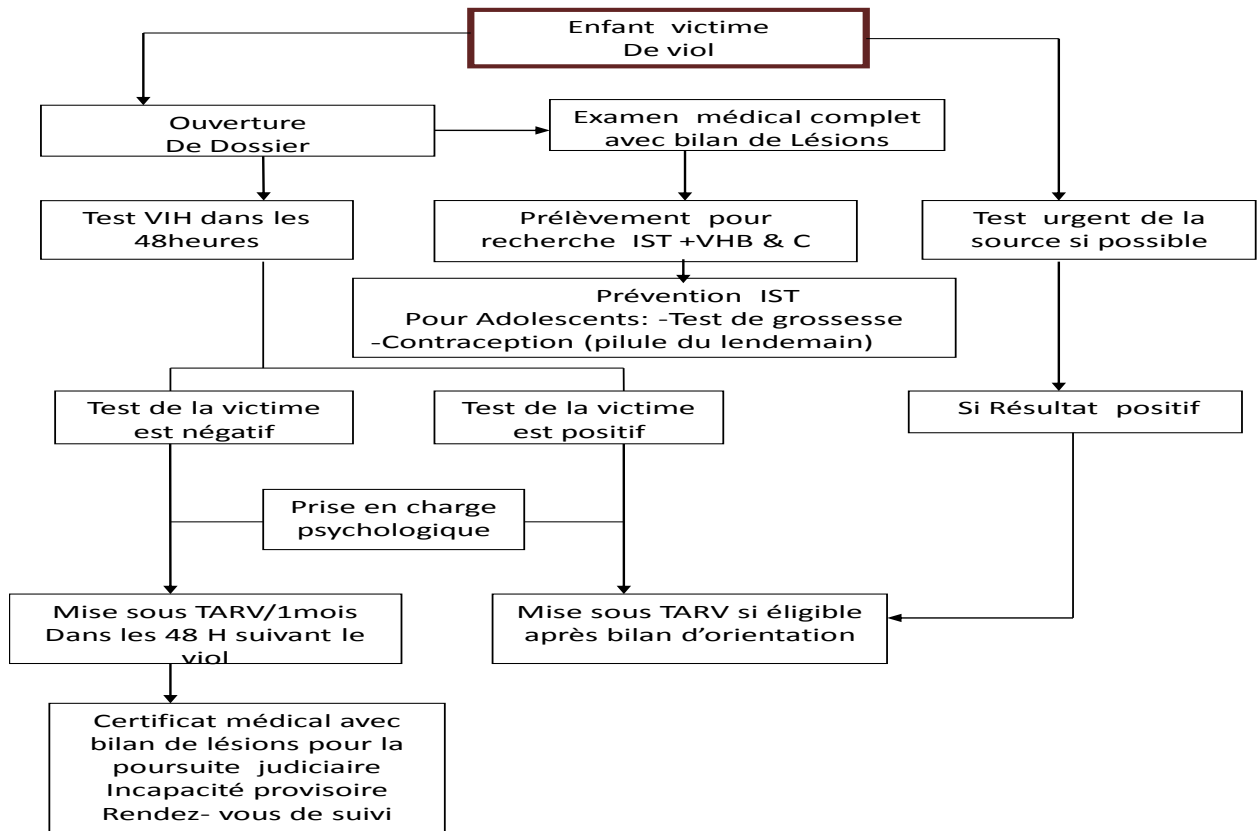 Enfant victime
De viol
Ouverture
De Dossier
Examen médical complet
avec bilan de Lésions
Test VIH dans les
48heures
Prélèvement pour
recherche IST +VHB & C
Test urgent de la
source si possible
Prévention IST
Pour Adolescents: -Test de grossesse
-Contraception (pilule du lendemain)
Test de la victime
est négatif
Test de la victime
est positif
Si Résultat positif
Prise en charge
psychologique
Mise sous TARV/1mois
Dans les 48 H suivant le
viol
Mise sous TARV si éligible
après bilan d’orientation
Certificat médical avec
bilan de lésions pour la
poursuite judiciaire
Incapacité provisoire
Rendez- vous de suivi